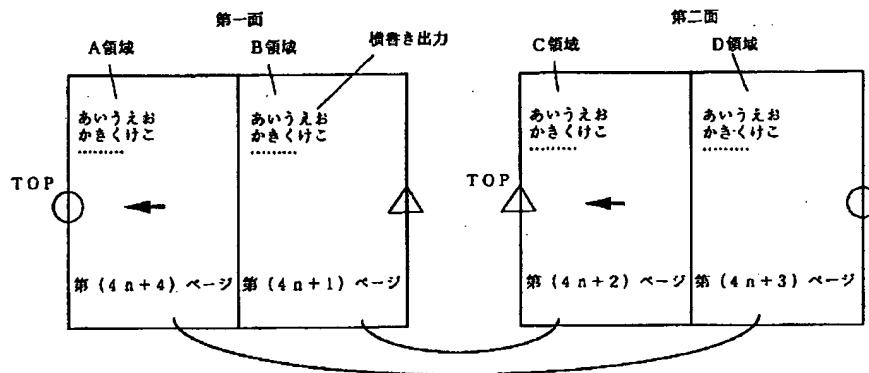 第一面
第二面
A領域
B領域
横書き出力
C領域
D領域
あいうえお
かきくけこ
………
あいうえお
かきくけこ
………
あいうえお
かきくけこ
………
あいうえお
かきくけこ
………
TOP
TOP
第(4n+4)ページ
第(4n+1)ページ
第(4n+2)ページ
第(4n+3)ページ